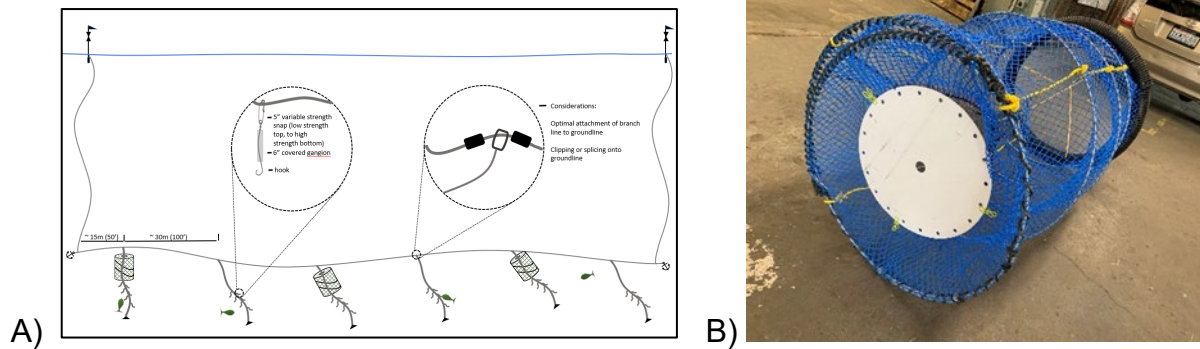 5" variable strength
snap (low strength
top, to high
strength bottom)
6" covered gangion
hook
Considerations:
Optimal attachment of branch
line to groundline
Clipping or splicing onto
groundline
~ 15m (50')
~ 30m (100')
A)
B)